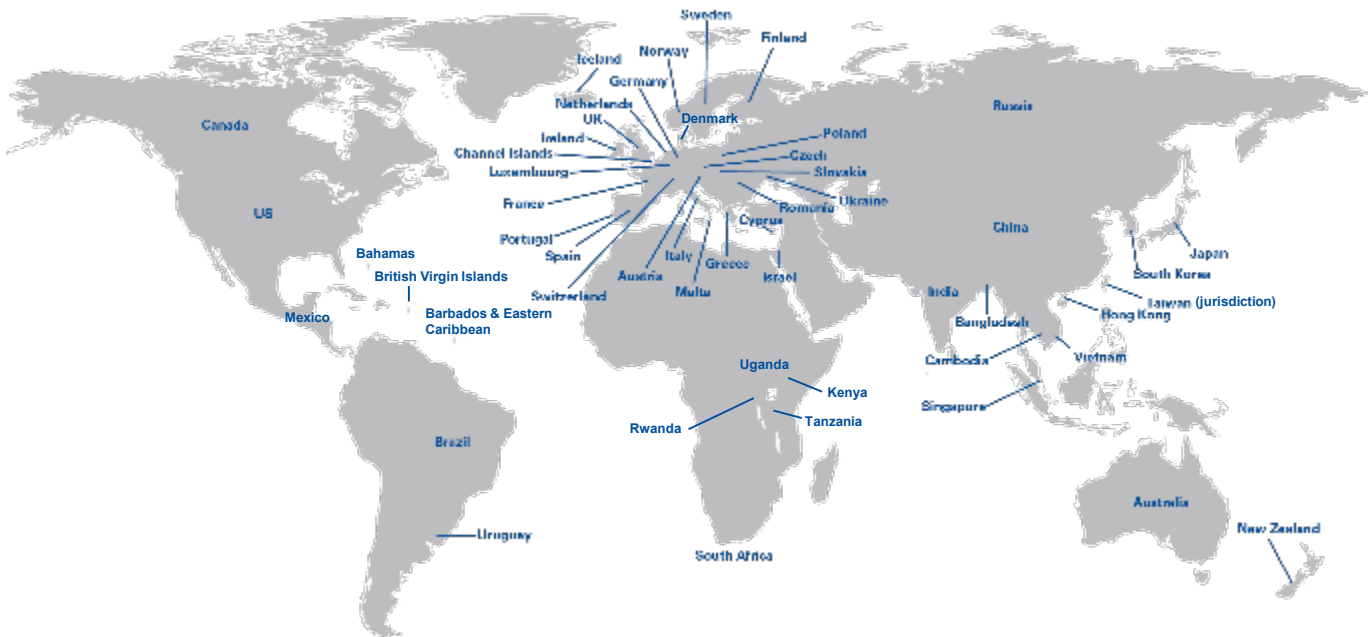 Sweden
Finland
Norway
Iceland
Germany
Netherlands
UK
Denmark
Ireland
Channel Islands
Luxembourg
France
Portugal
Spain
Switzerland
Austria
Italy
Malta
Greece
Cyprus
Israel
Poland
Czech
Slovakia
Ukraine
Romania
Russia
Canada
US
Bahamas
British Virgin Islands
Mexico
Barbados & Eastern
Caribbean
Brazil
Uruguay
Uganda
Kenya
Rwanda
Tanzania
South Africa
China
India
Bangladesh
Cambodia
Singapore
Vietnam
Hong Kong
Taiwan (jurisdiction)
South Korea
Japan
Australia
New Zealand